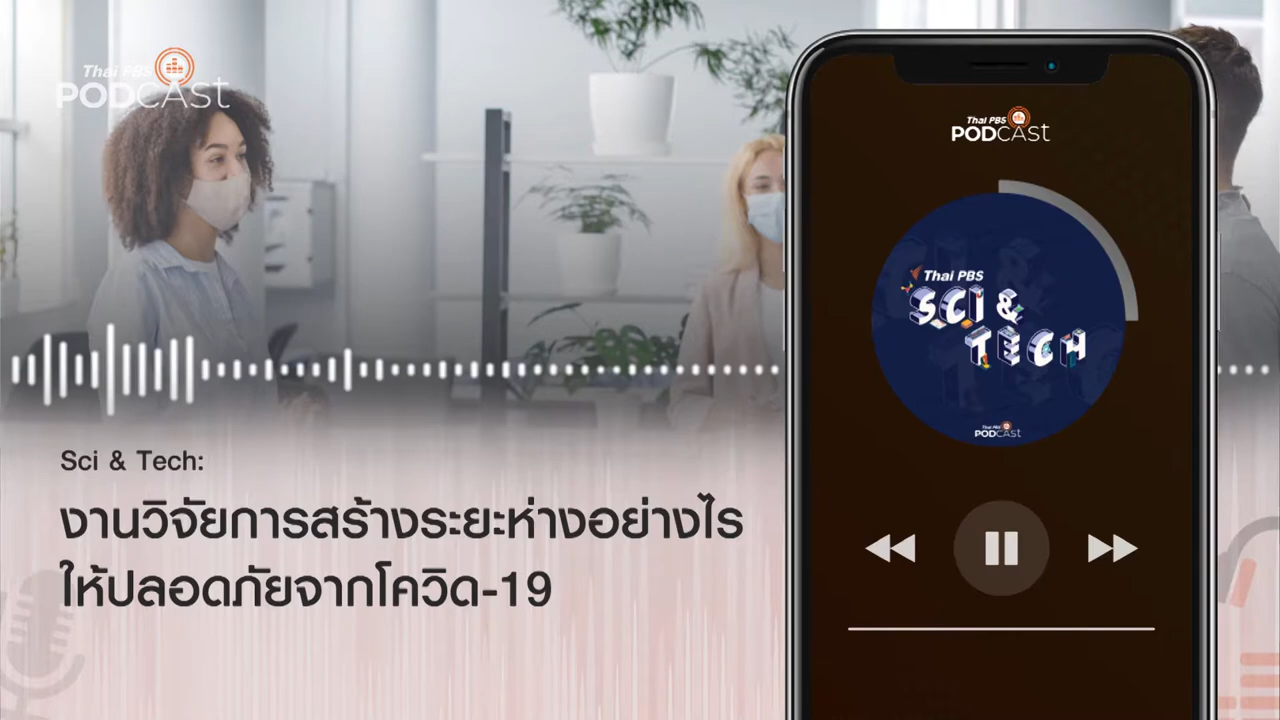 Thai PBS
PODCAST
Thai PBS
PODCAST
Thai PBS
SCI &
TECH
Thai PBS
PODCAST
Sci & Tech:
งานวิจัยการสร้างระยะห่างอย่างไร
ให้ปลอดภัยจากโควิด-19